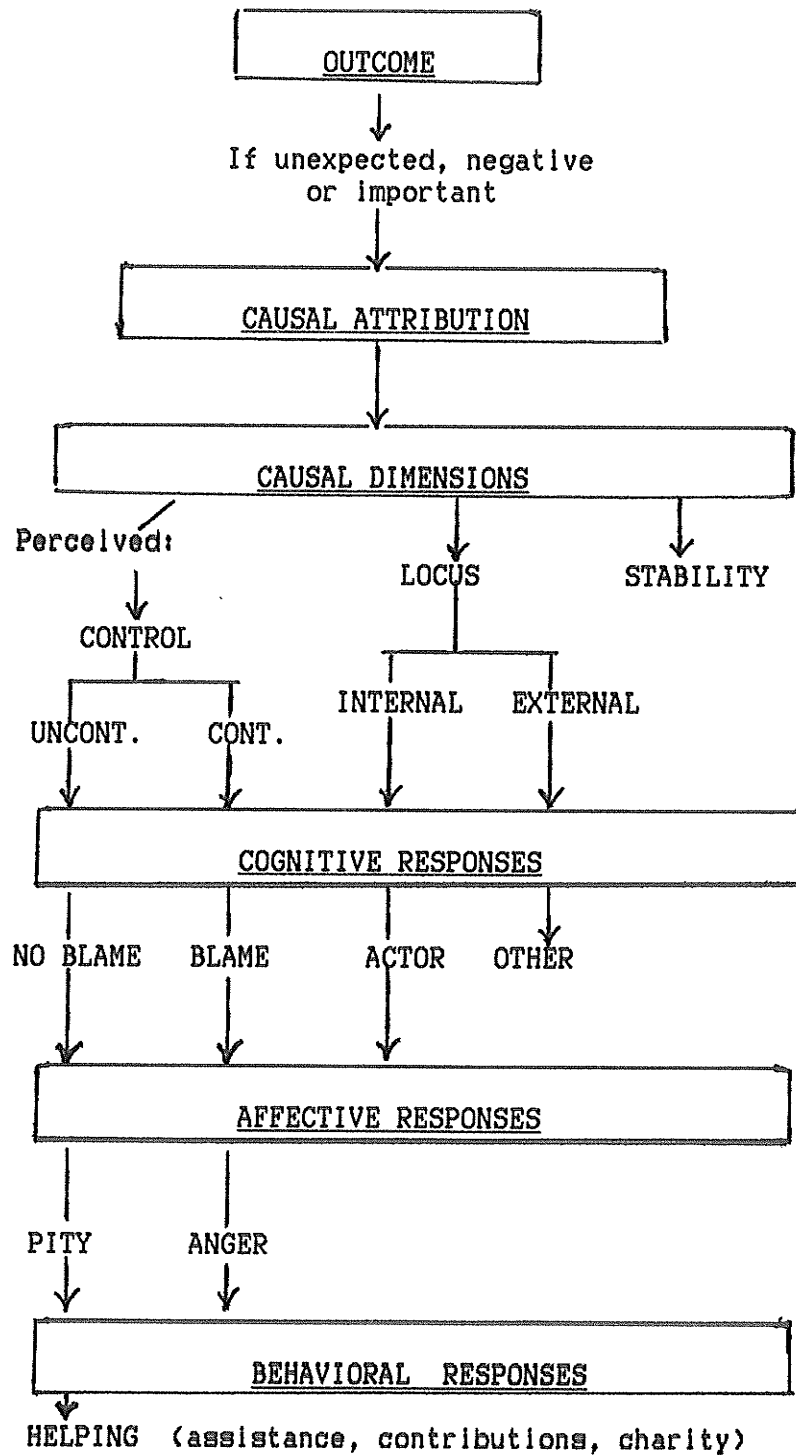 OUTCOME
If unexpected, negative
or important
CAUSAL ATTRIBUTION
CAUSAL DIMENSIONS
Perceived:
LOCUS STABILITY
CONTROL
INTERNAL EXTERNAL
UNCONT. CONT.
COGNITIVE RESPONSES
NO BLAME BLAME ACTOR OTHER
AFFECTIVE RESPONSES
PITY ANGER
BEHAVIORAL RESPONSES
HELPING (assistance, contributions, charity)